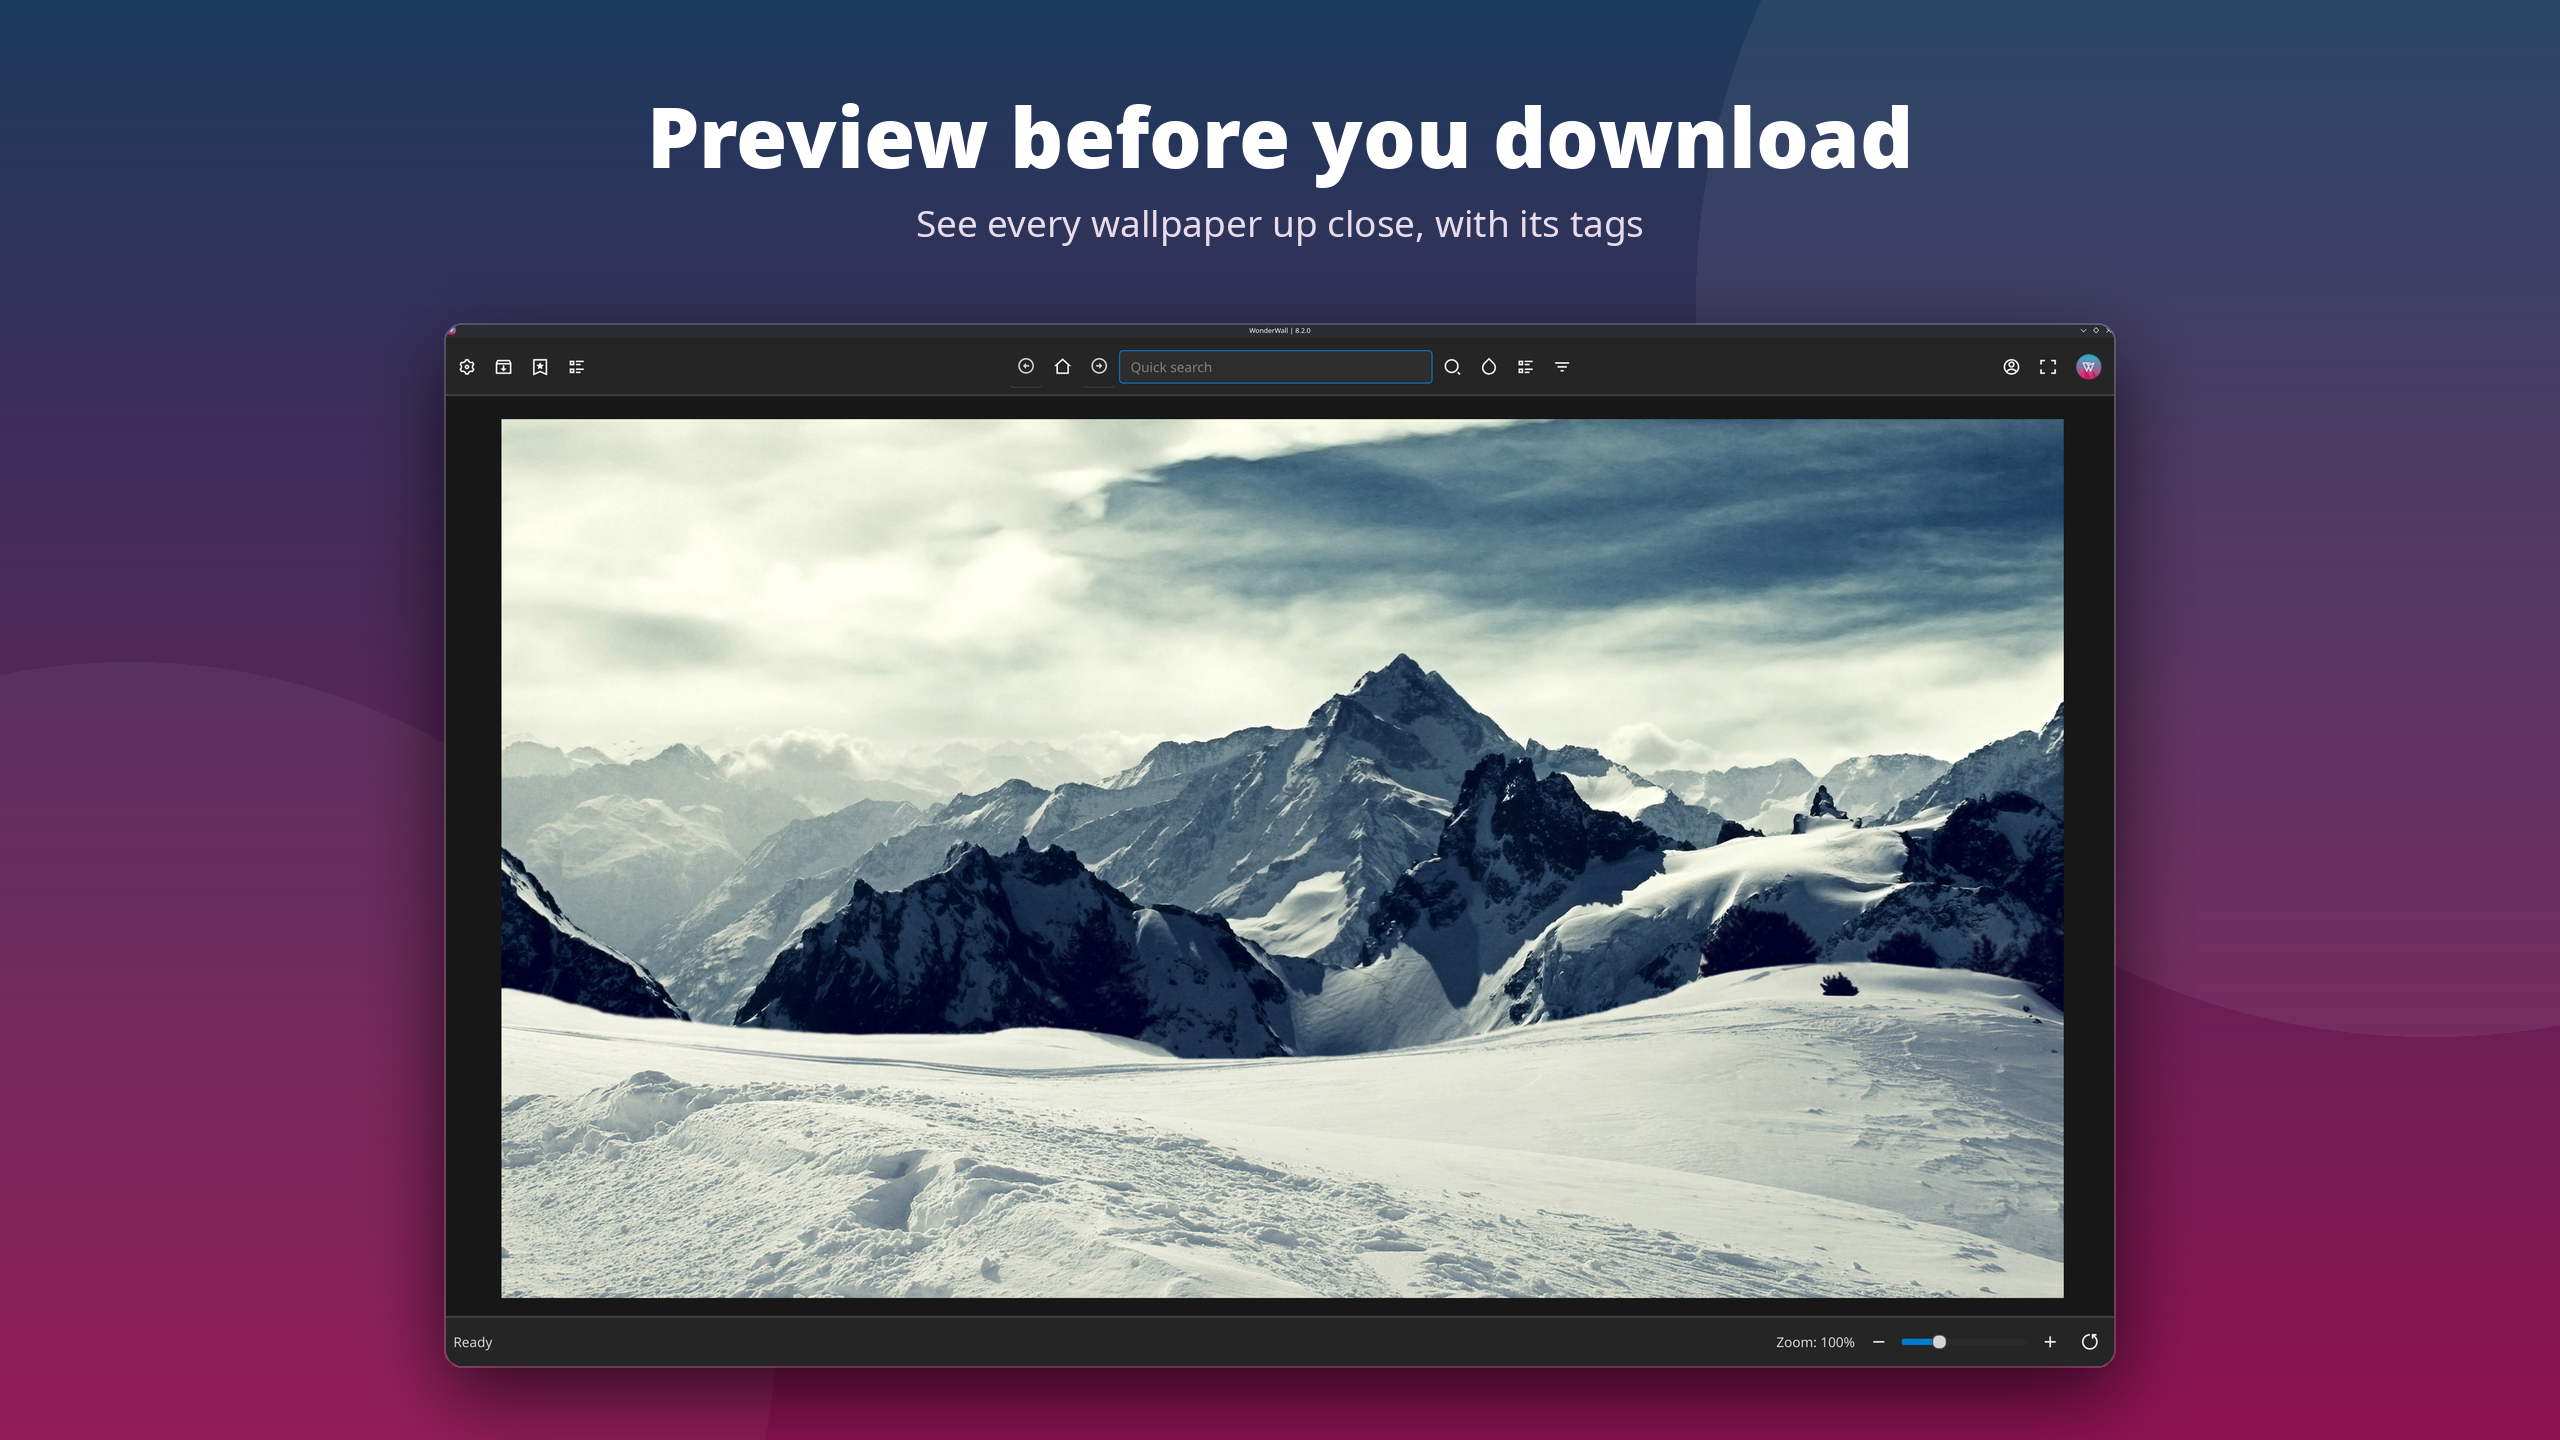 Preview before you download
See every wallpaper up close, with its tags
WonderWall | 8.2.0
Quick search
Ready
Zoom: 100%